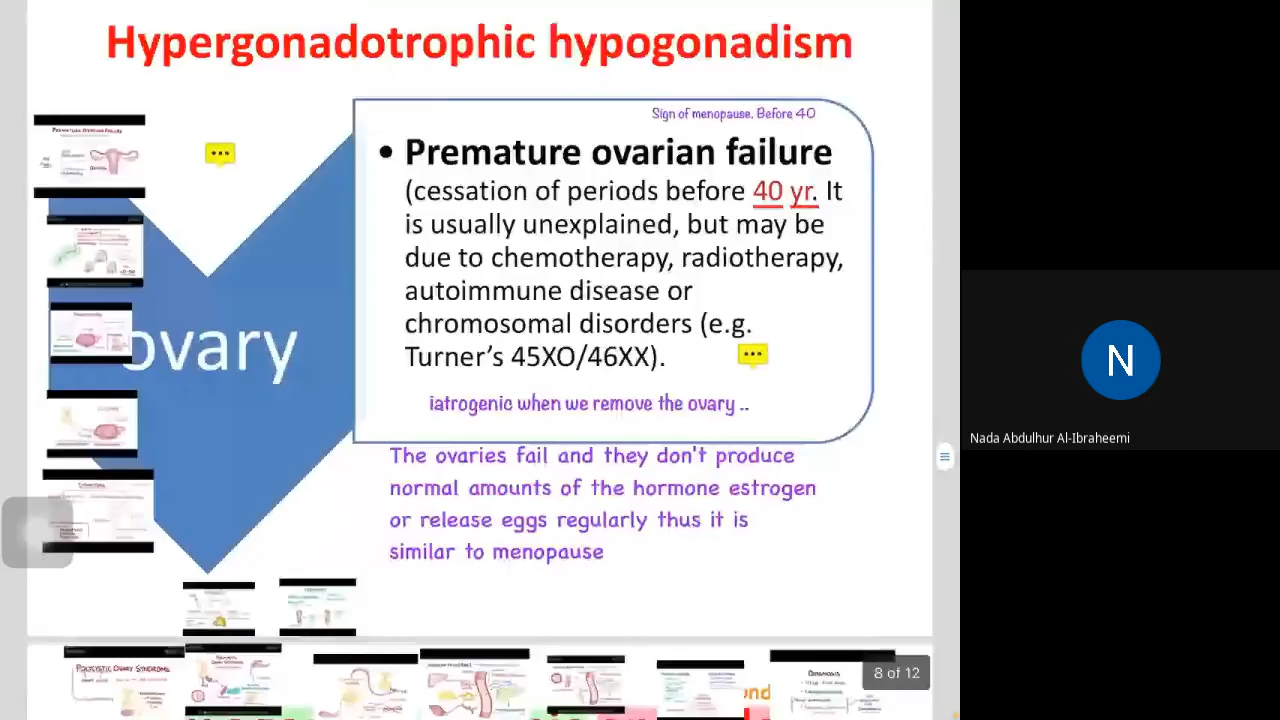 Hypergonadotrophic hypogonadism
Sign of menopause. Before 40
• Premature ovarian failure
(cessation of periods before 40 yr. It
is usually unexplained, but may be
due to chemotherapy, radiotherapy,
autoimmune disease or
chromosomal disorders (e.g.
Turner's 45XO/46XX).
iatrogenic when we remove the ovary ..
ovary
The ovaries fail and they don't produce
normal amounts of the hormone estrogen
or release eggs regularly thus it is
similar to menopause
N
Nada Abdulhur Al-Ibraheemi
POLYCYSTIC OVARY SYNDROME
8 of 12